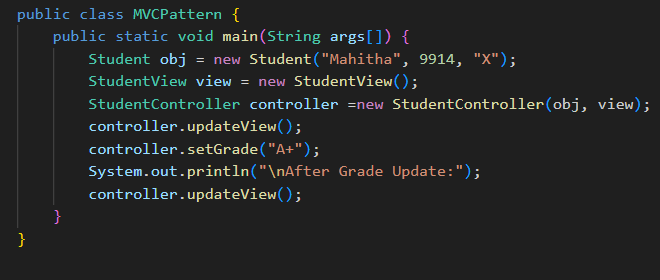 public class MVCPattern {
    public static void main(String args[]) {
        Student obj = new Student("Mahitha", 9914, "X");
        StudentView view = new StudentView();
        StudentController controller =new StudentController(obj, view);
        controller.updateView();
        controller.setGrade("A+");
        System.out.println("\nAfter Grade Update:");
        controller.updateView();
    }
}